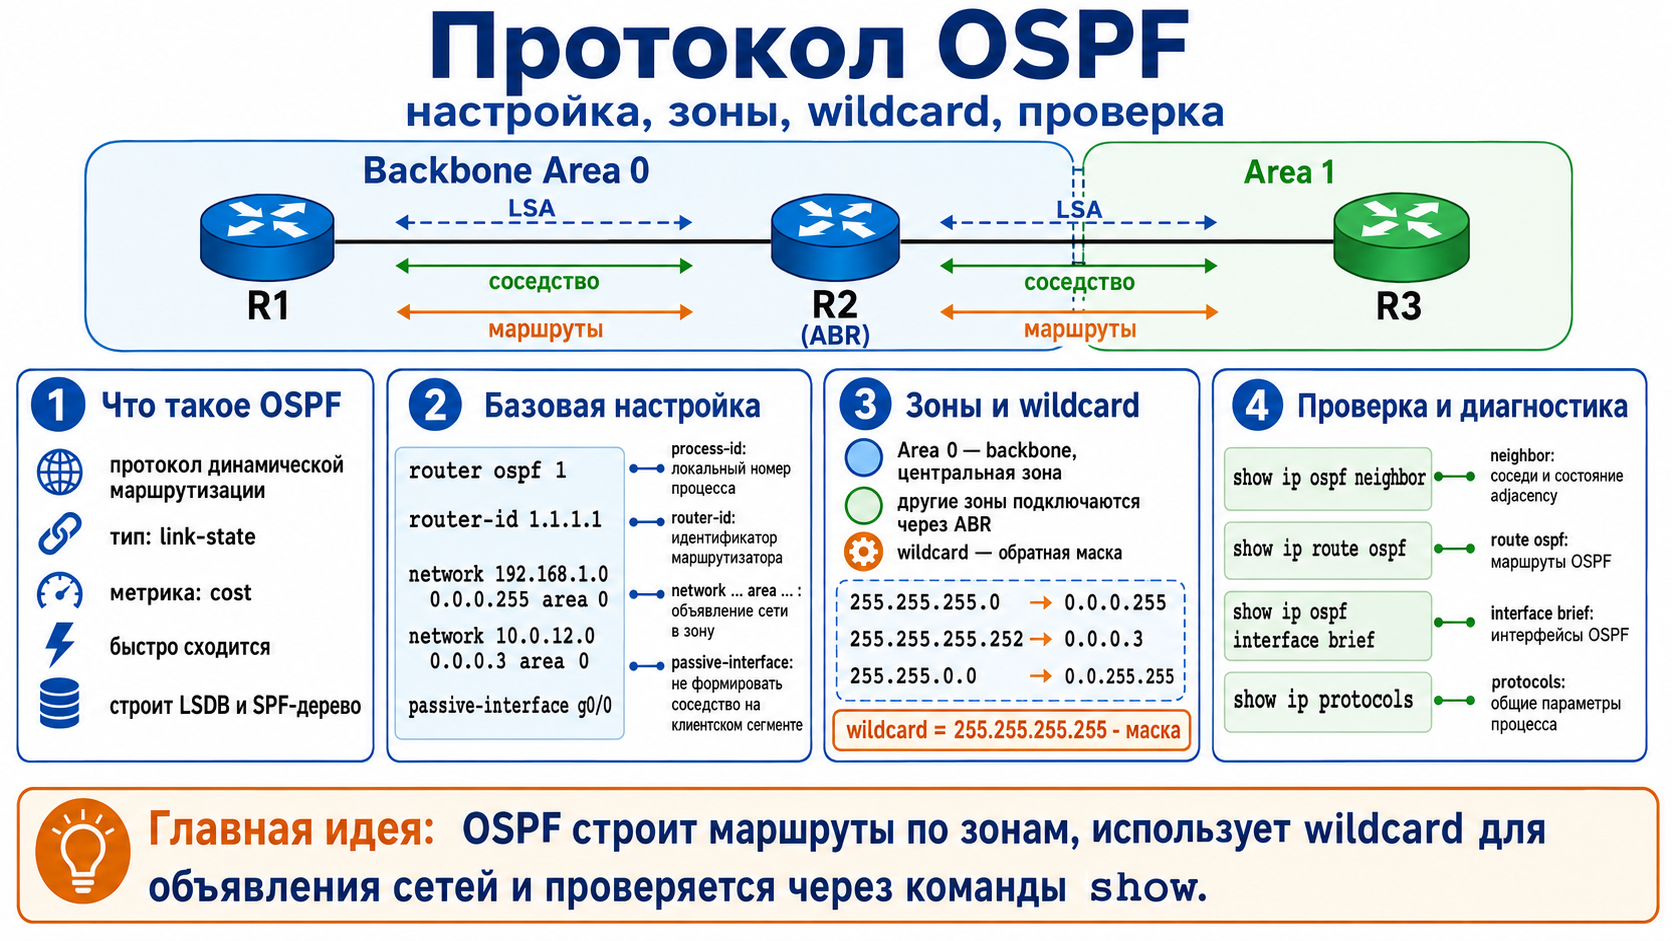 Протокол OSPF
настройка, зоны, wildcard, проверка
Backbone Area 0
Area 1
LSA
LSA
соседство
соседство
маршруты
маршруты
R1
R2
(ABR)
R3
1 Что такое OSPF
протокол динамической
маршрутизации
тип: link-state
метрика: cost
быстро сходится
строит LSDB и SPF-дерево
2 Базовая настройка
router ospf 1
router-id 1.1.1.1
network 192.168.1.0
0.0.0.255 area 0
network 10.0.12.0
0.0.0.3 area 0
passive-interface g0/0
process-id:
локальный номер
процесса
router-id:
идентификатор
маршрутизатора
network ... area ... :
объявление сети
в зону
passive-interface:
не формировать
соседство на
клиентском сегменте
3 Зоны и wildcard
Area 0 — backbone,
центральная зона
другие зоны подключаются
через ABR
wildcard — обратная маска
255.255.255.0 → 0.0.0.255
255.255.255.252 → 0.0.0.3
255.255.0.0 → 0.0.255.255
wildcard = 255.255.255.255 - маска
4 Проверка и диагностика
show ip ospf neighbor
neighbor:
соседи и состояние
adjacency
show ip route ospf
route ospf:
маршруты OSPF
show ip ospf
interface brief
interface brief:
интерфейсы OSPF
show ip protocols
protocols:
общие параметры
процесса
Главная идея: OSPF строит маршруты по зонам, использует wildcard для
объявления сетей и проверяется через команды show.